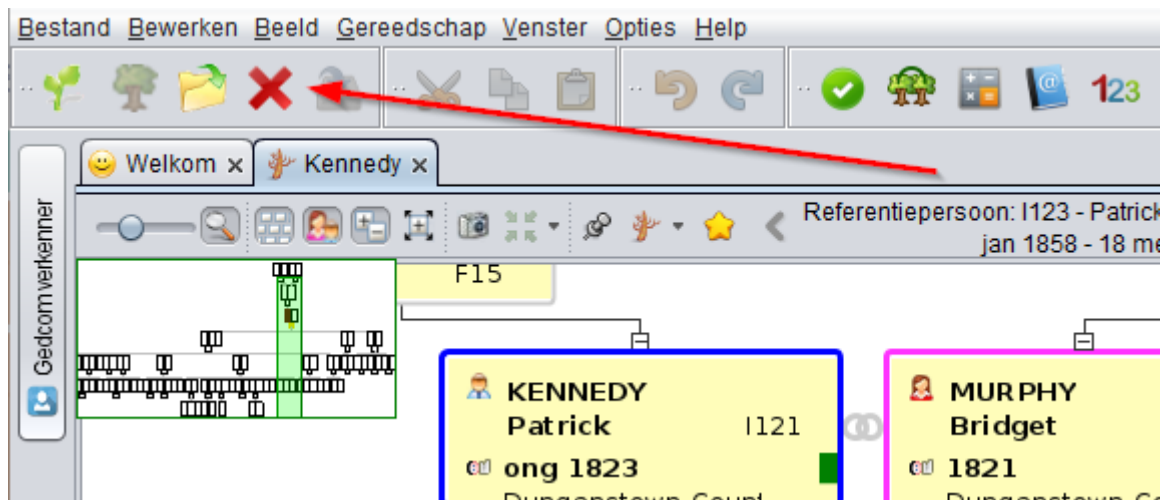 Bestand Bewerken Beeld Gereedschap Venster Opties Help
123
Welkom x Kennedy x
Gedcom verkenner
Referentiepersoon: I123 - Patrick
jan 1858 - 18 me
F15
KENNEDY
Patrick I121
ong 1823
MURPHY
Bridget
1821